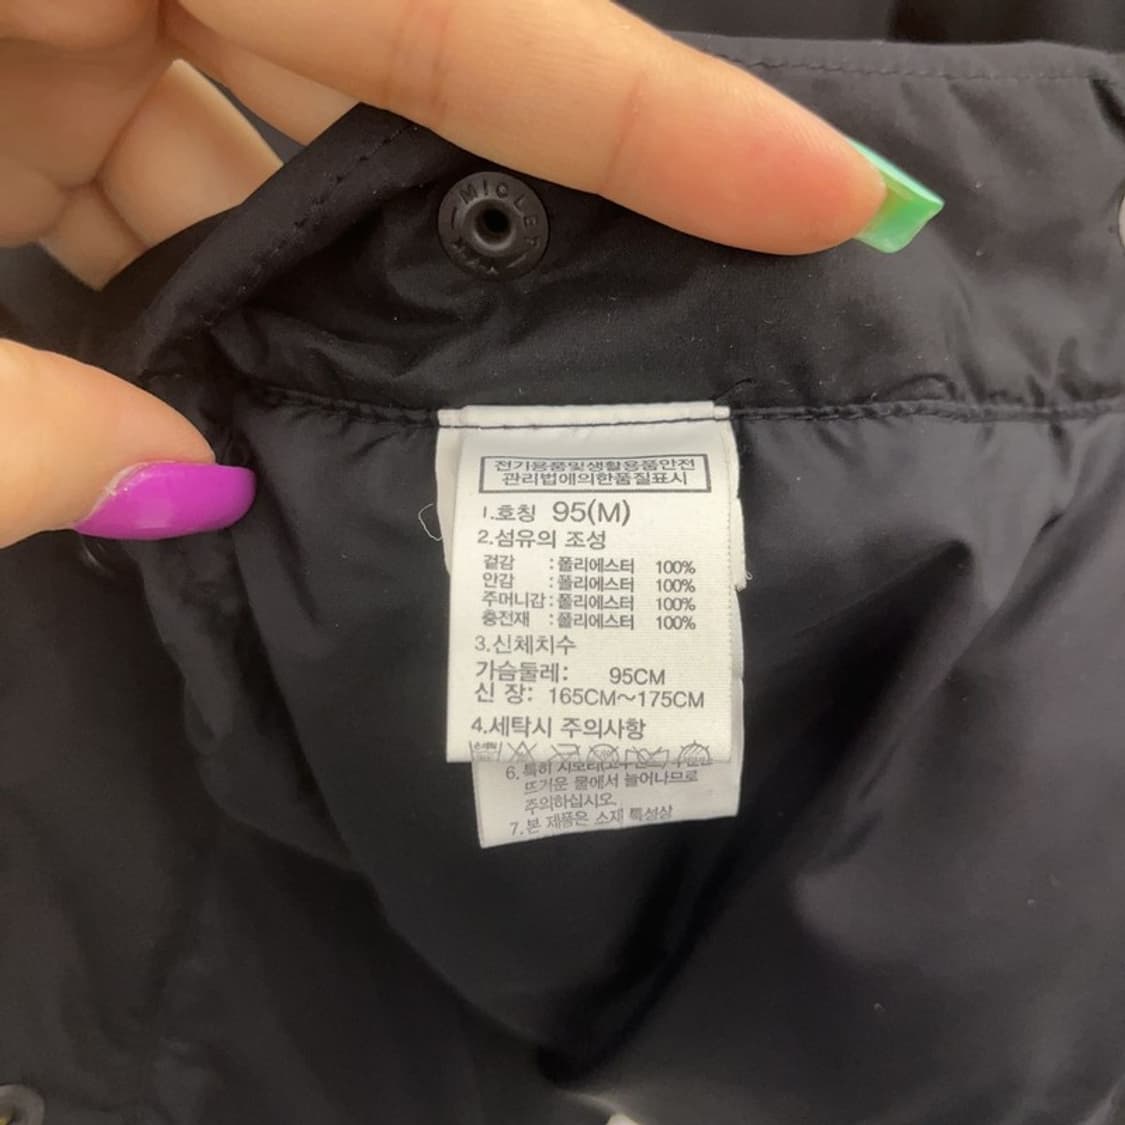 MICLE
전기용품및생활용품안전
관리법에의한품질표시
1.호칭 95(M)
2.섬유의 조성
겉감 :폴리에스터 100%
안감 :폴리에스터 100%
주머니감:폴리에스터 100%
충전재 :폴리에스터 100%
3.신체치수
가슴둘레: 95CM
신 장: 165CM~175CM
4.세탁시 주의사항
6.특히
뜨거운 물에서 늘어나므로
주의하십시오.
7.본 제품은 소재 특성상